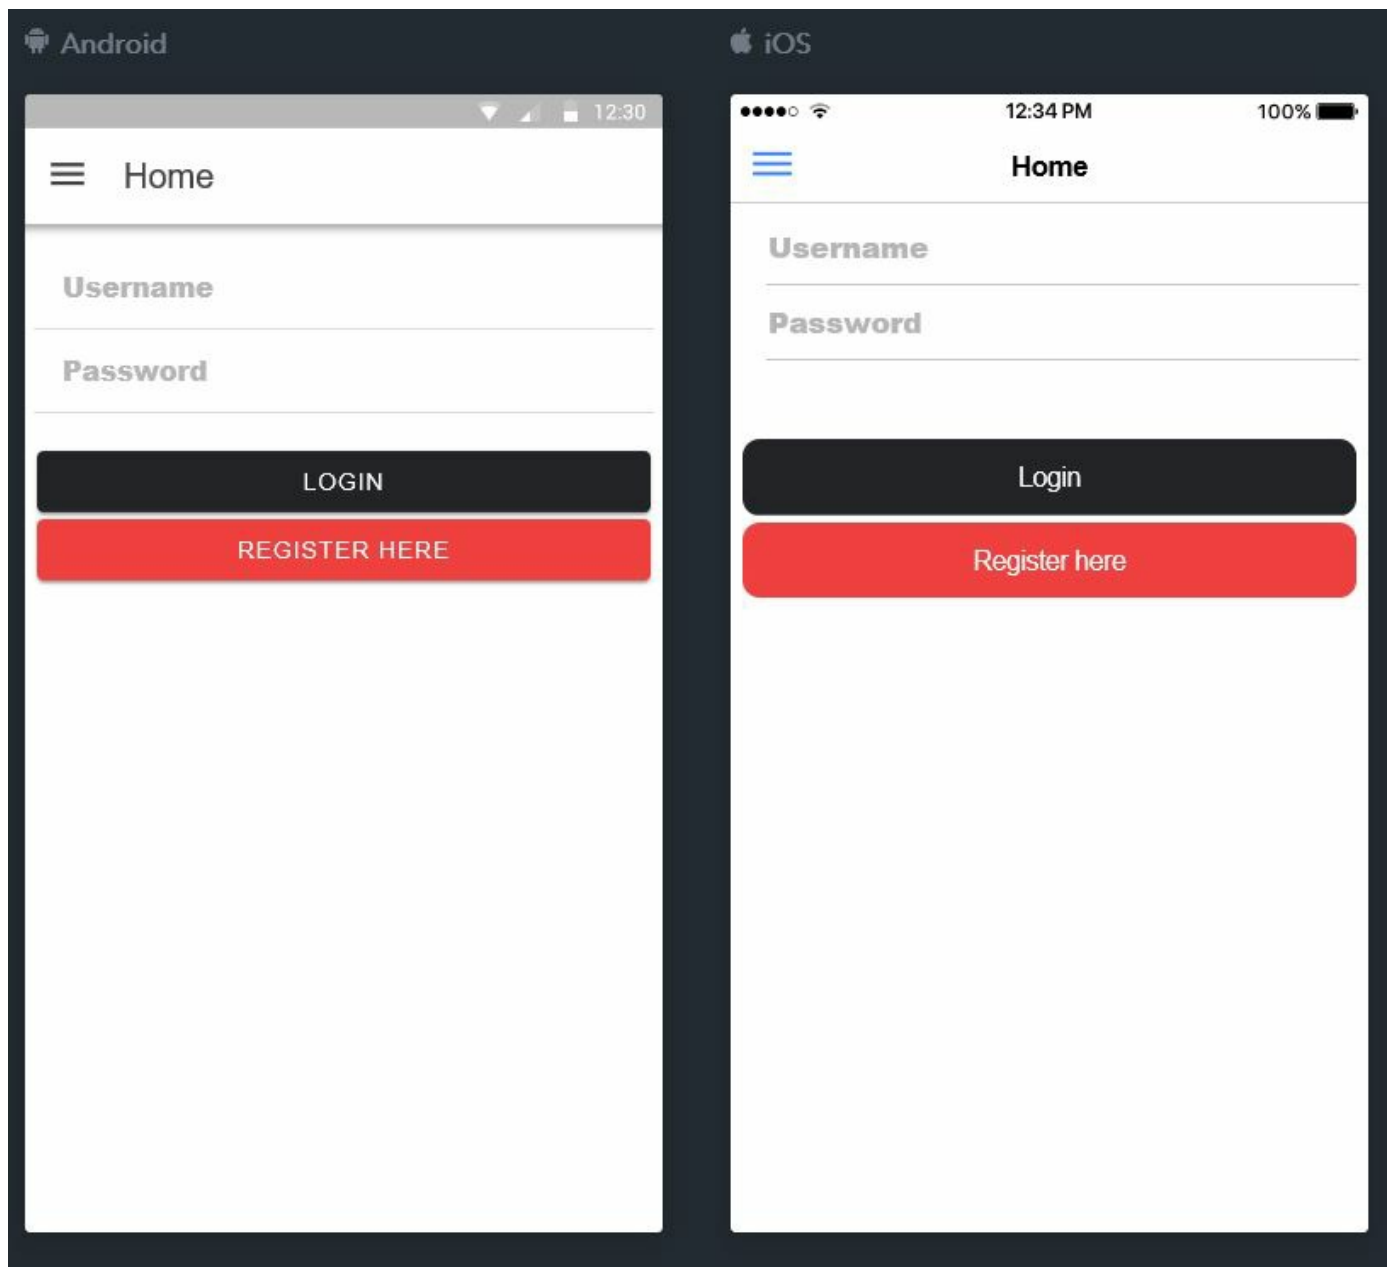 Android
12:30
Home
Username
Password
LOGIN
REGISTER HERE
iOS
12:34 PM
100%
Home
Username
Password
Login
Register here